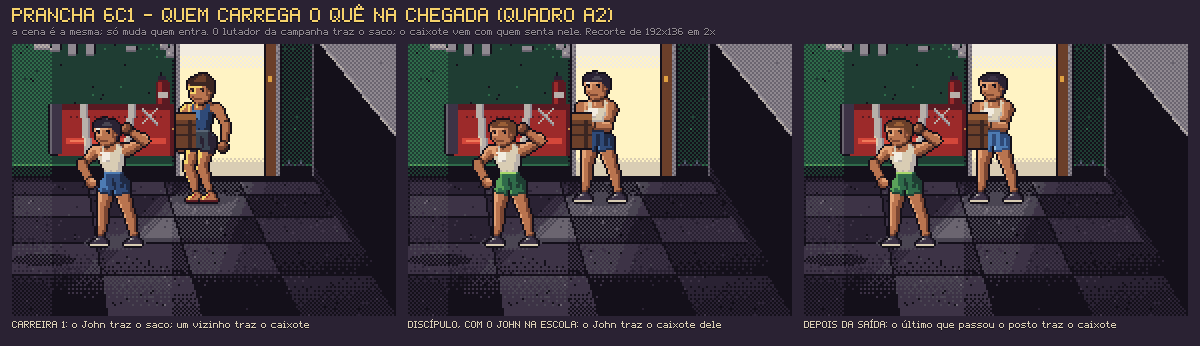 PRANCHA 6C1 - QUEM CARREGA O QUÊ NA CHEGADA (QUADRO A2)
a cena é a mesma; só muda quem entra. O lutador da campanha traz o saco; o caixote vem com quem senta nele. Recorte de 192x136 em 2x
CARREIRA 1: o John traz o saco; um vizinho traz o caixote
DISCÍPULO, COM O JOHN NA ESCOLA: o John traz o caixote dele
DEPOIS DA SAÍDA: o último que passou o posto traz o caixote